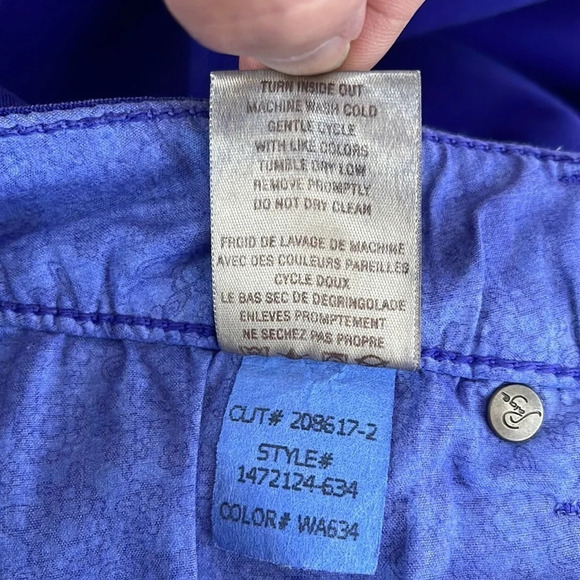 TURN INSIDE OUT
MACHINE WASH COLD
GENTLE CYCLE
WITH LIKE COLORS
TUMBLE DRY LOW
REMOVE PROMPTLY
DO NOT DRY CLEAN
FROID DE LAVAGE DE MACHINE
AVEC DES COULEURS PAREILLES
CYCLE DOUX
LE BAS SEC DE DEGRINGOLADE
ENLEVES PROMPTEMENT
NE SECHEZ PAS PROPRE
CUT# 208617-2
STYLE#
1472124-634
COLOR# WA634
Paige